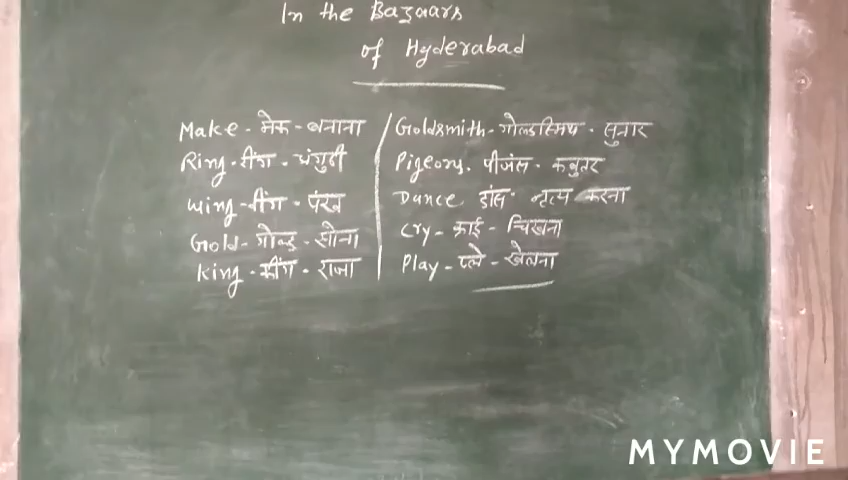 In the Bazaars
of Hyderabad
Make - मेक - बनाना
Ring - रींग - अंगुठी
Wing - वींग - पंख
Gold - गोल्ड - सोना
King - कींग - राजा
Goldsmith - गोल्डस्मिथ - सुनार
Pigeons. पीजंस - कबुतर
Dance डांस नृत्य करना
Cry - क्राई - चिखना
Play - प्ले - खेलना
MYMOVIE